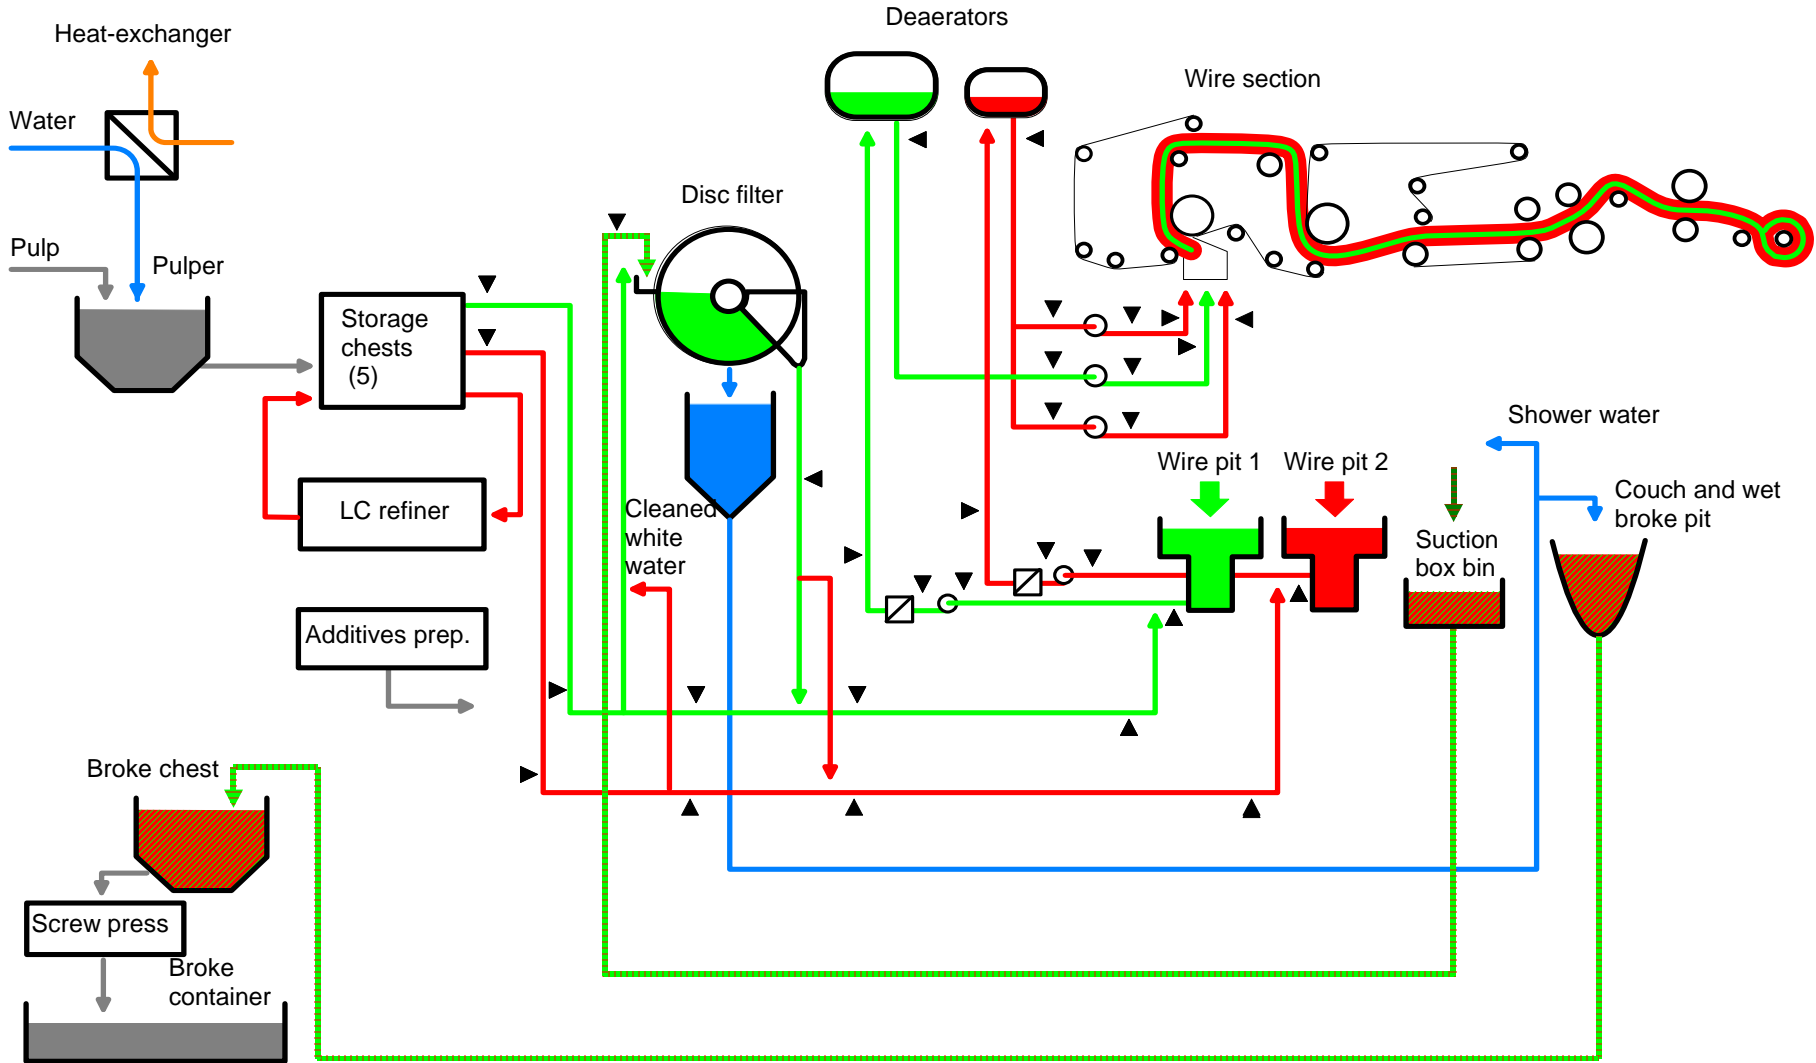 Deaerators
Heat-exchanger
Wire section
Water
Disc filter
Pulp
Pulper
Storage
chests
(5)
Shower water
Wire pit 1
Wire pit 2
Couch and wet
broke pit
LC refiner
Cleaned
white
water
Suction
box bin
Additives prep.
Broke chest
Screw press
Broke
container